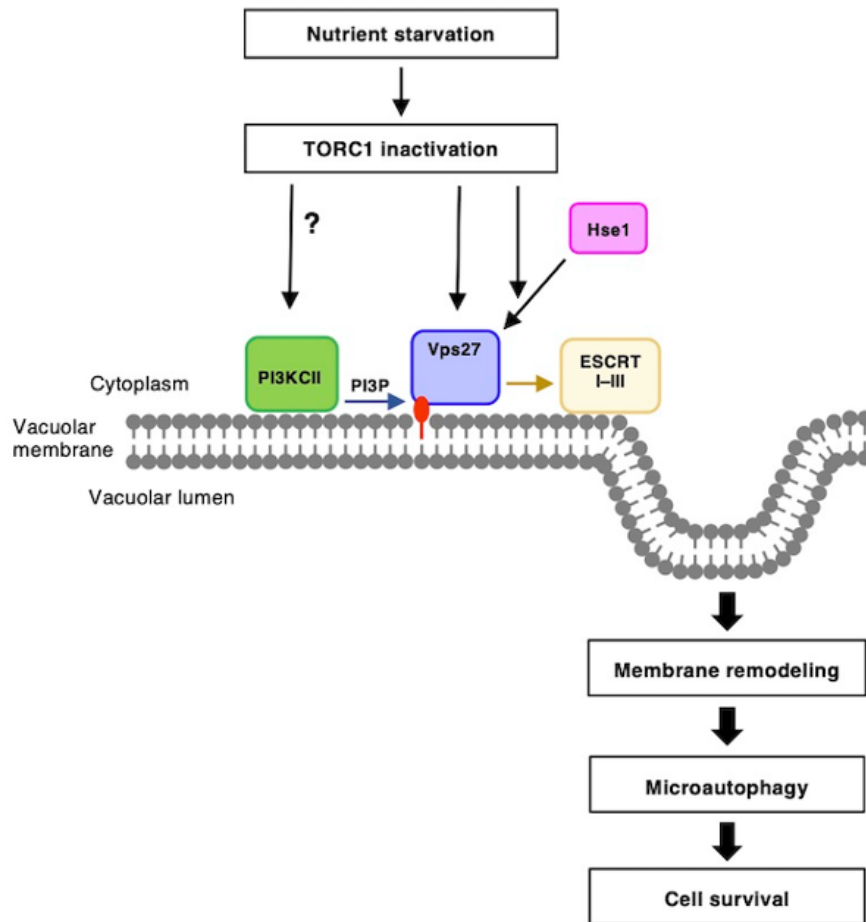 Nutrient starvation
TORC1 inactivation
?
Hse1
Vps27
ESCRT
I–III
PI3KCII
PI3P
Cytoplasm
Vacuolar
membrane
Vacuolar lumen
Membrane remodeling
Microautophagy
Cell survival